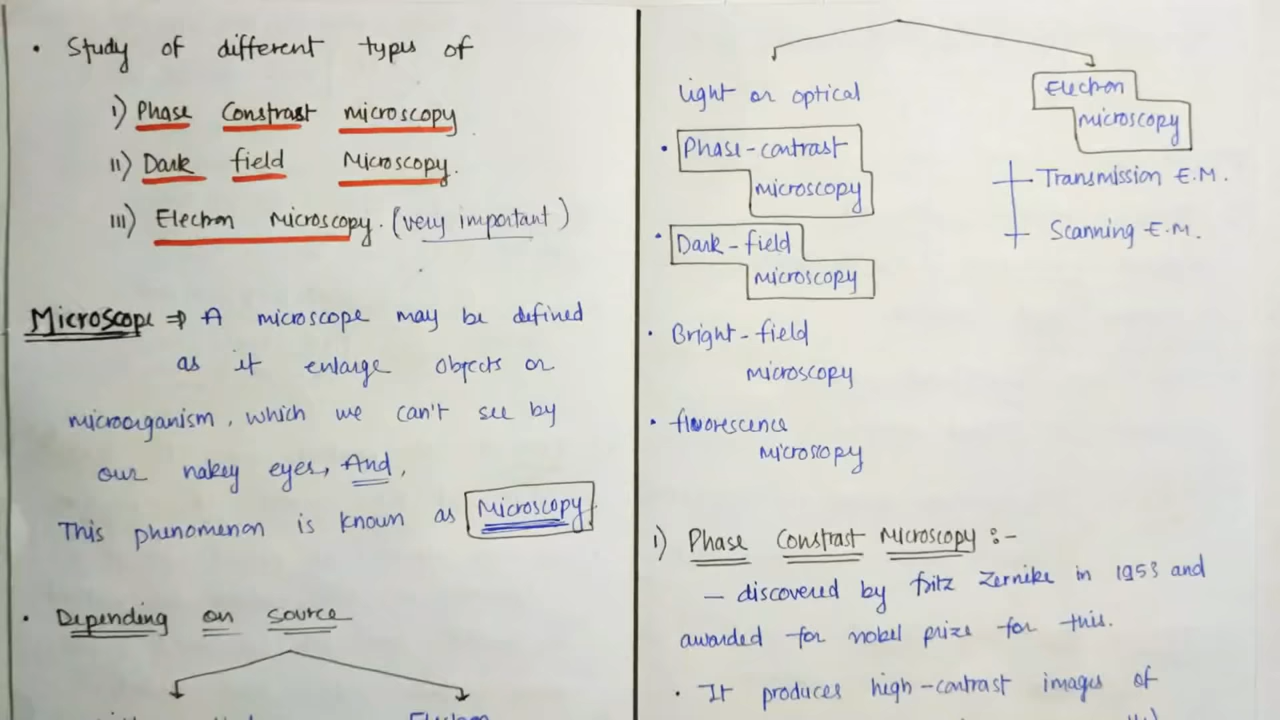 • Study of different types of
i) Phase Constrast microscopy.
ii) Dark field Microscopy.
iii) Electron Microscopy. (very important)
Microscope ⇒ A microscope may be defined
as it enlarge objects or
microorganism, which we can't see by
our nakey eyes, And,
This phenomenon is known as Microscopy.
• Depending on source
Electron
light or optical
• Phase-contrast
microscopy
• Dark-field
microscopy
• Bright-field
microscopy
• fluorescence
microscopy
Electron
microscopy
Transmission E.M.
Scanning E.M.
i) Phase Constrast Microscopy :-
— discovered by fritz Zernike in 1953 and
awarded for nobel prize for this.
• It produces high-contrast images of